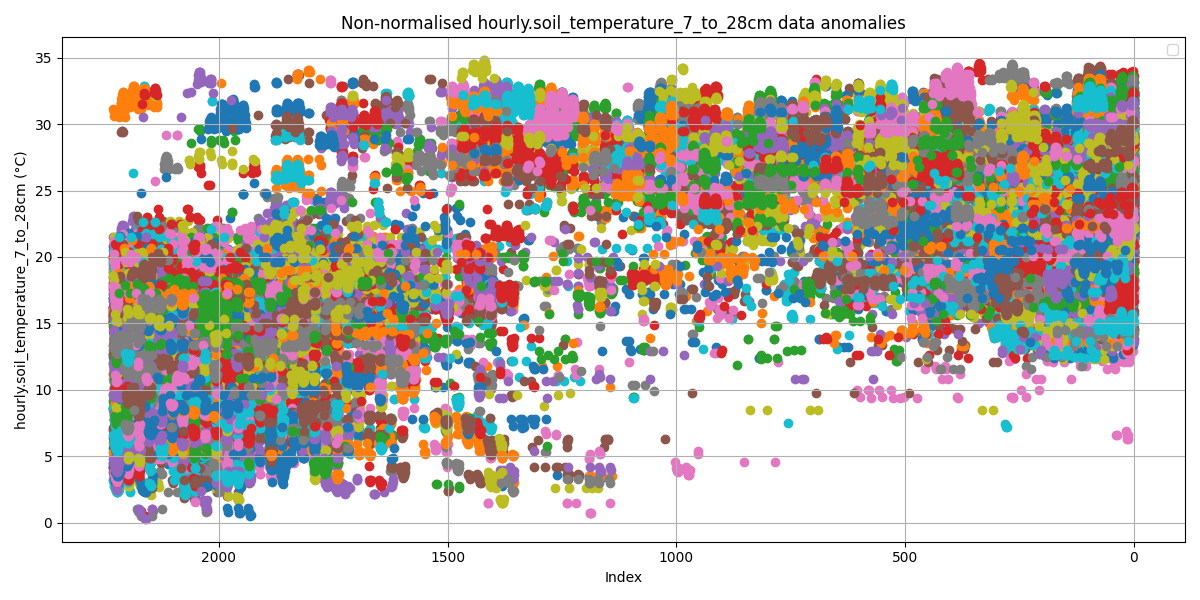 Non-normalised hourly.soil_temperature_7_to_28cm data anomalies
hourly.soil_temperature_7_to_28cm (°C)
35
30
25
20
15
10
5
0
2000 1500 1000 500 0
Index